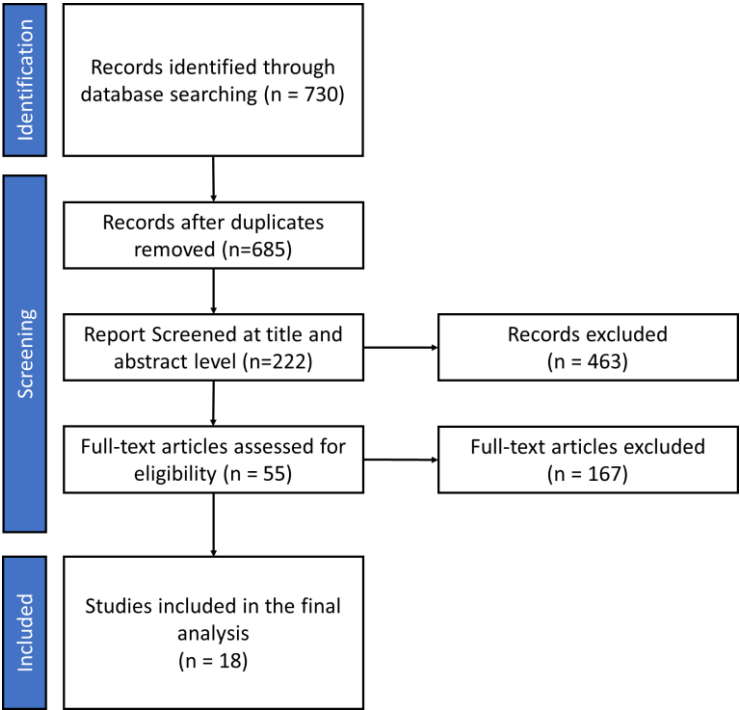 Identification
Records identified through
database searching (n = 730)
Screening
Records after duplicates
removed (n=685)
Report Screened at title and
abstract level (n=222)
Records excluded
(n = 463)
Full-text articles assessed for
eligibility (n = 55)
Full-text articles excluded
(n = 167)
Included
Studies included in the final
analysis
(n = 18)